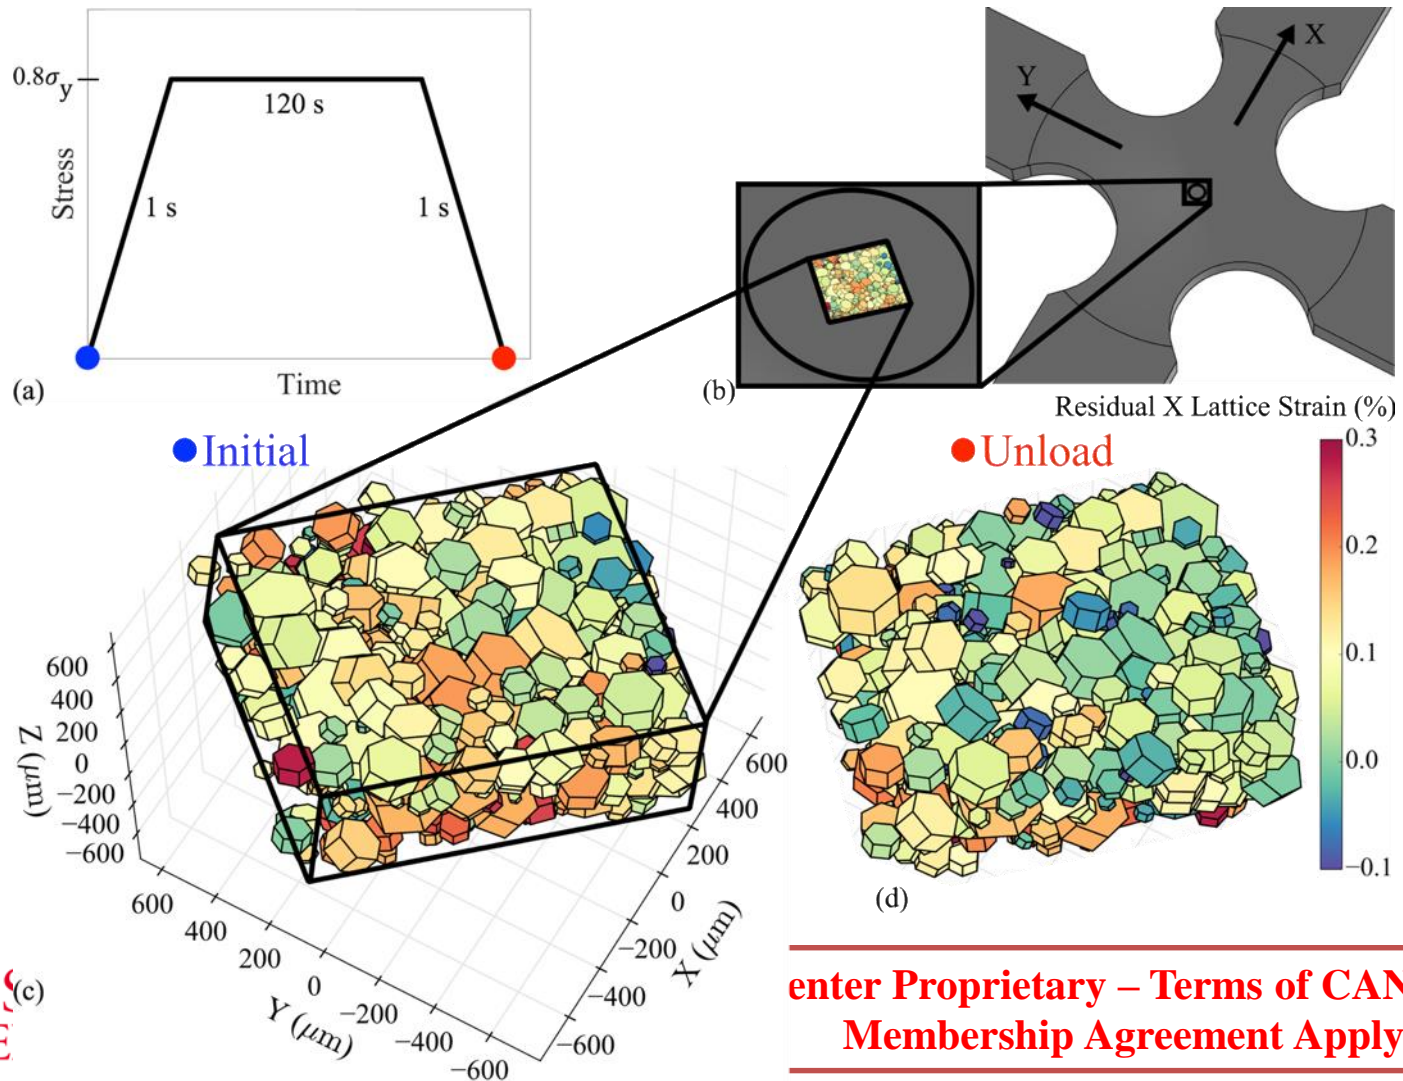 0.8σy
120 s
Stress
1 s
1 s
Time
(a)
X
Y
(b)
Residual X Lattice Strain (%)
Initial
Unload
0.3
0.2
0.1
0.0
−0.1
600
400
200
0
−200
−400
−600
Z (μm)
600
400
200
0
−200
−400
−600
Y (μm)
600
400
200
0
−200
−400
−600
X (μm)
(c)
(d)
enter Proprietary – Terms of CAN
Membership Agreement Apply